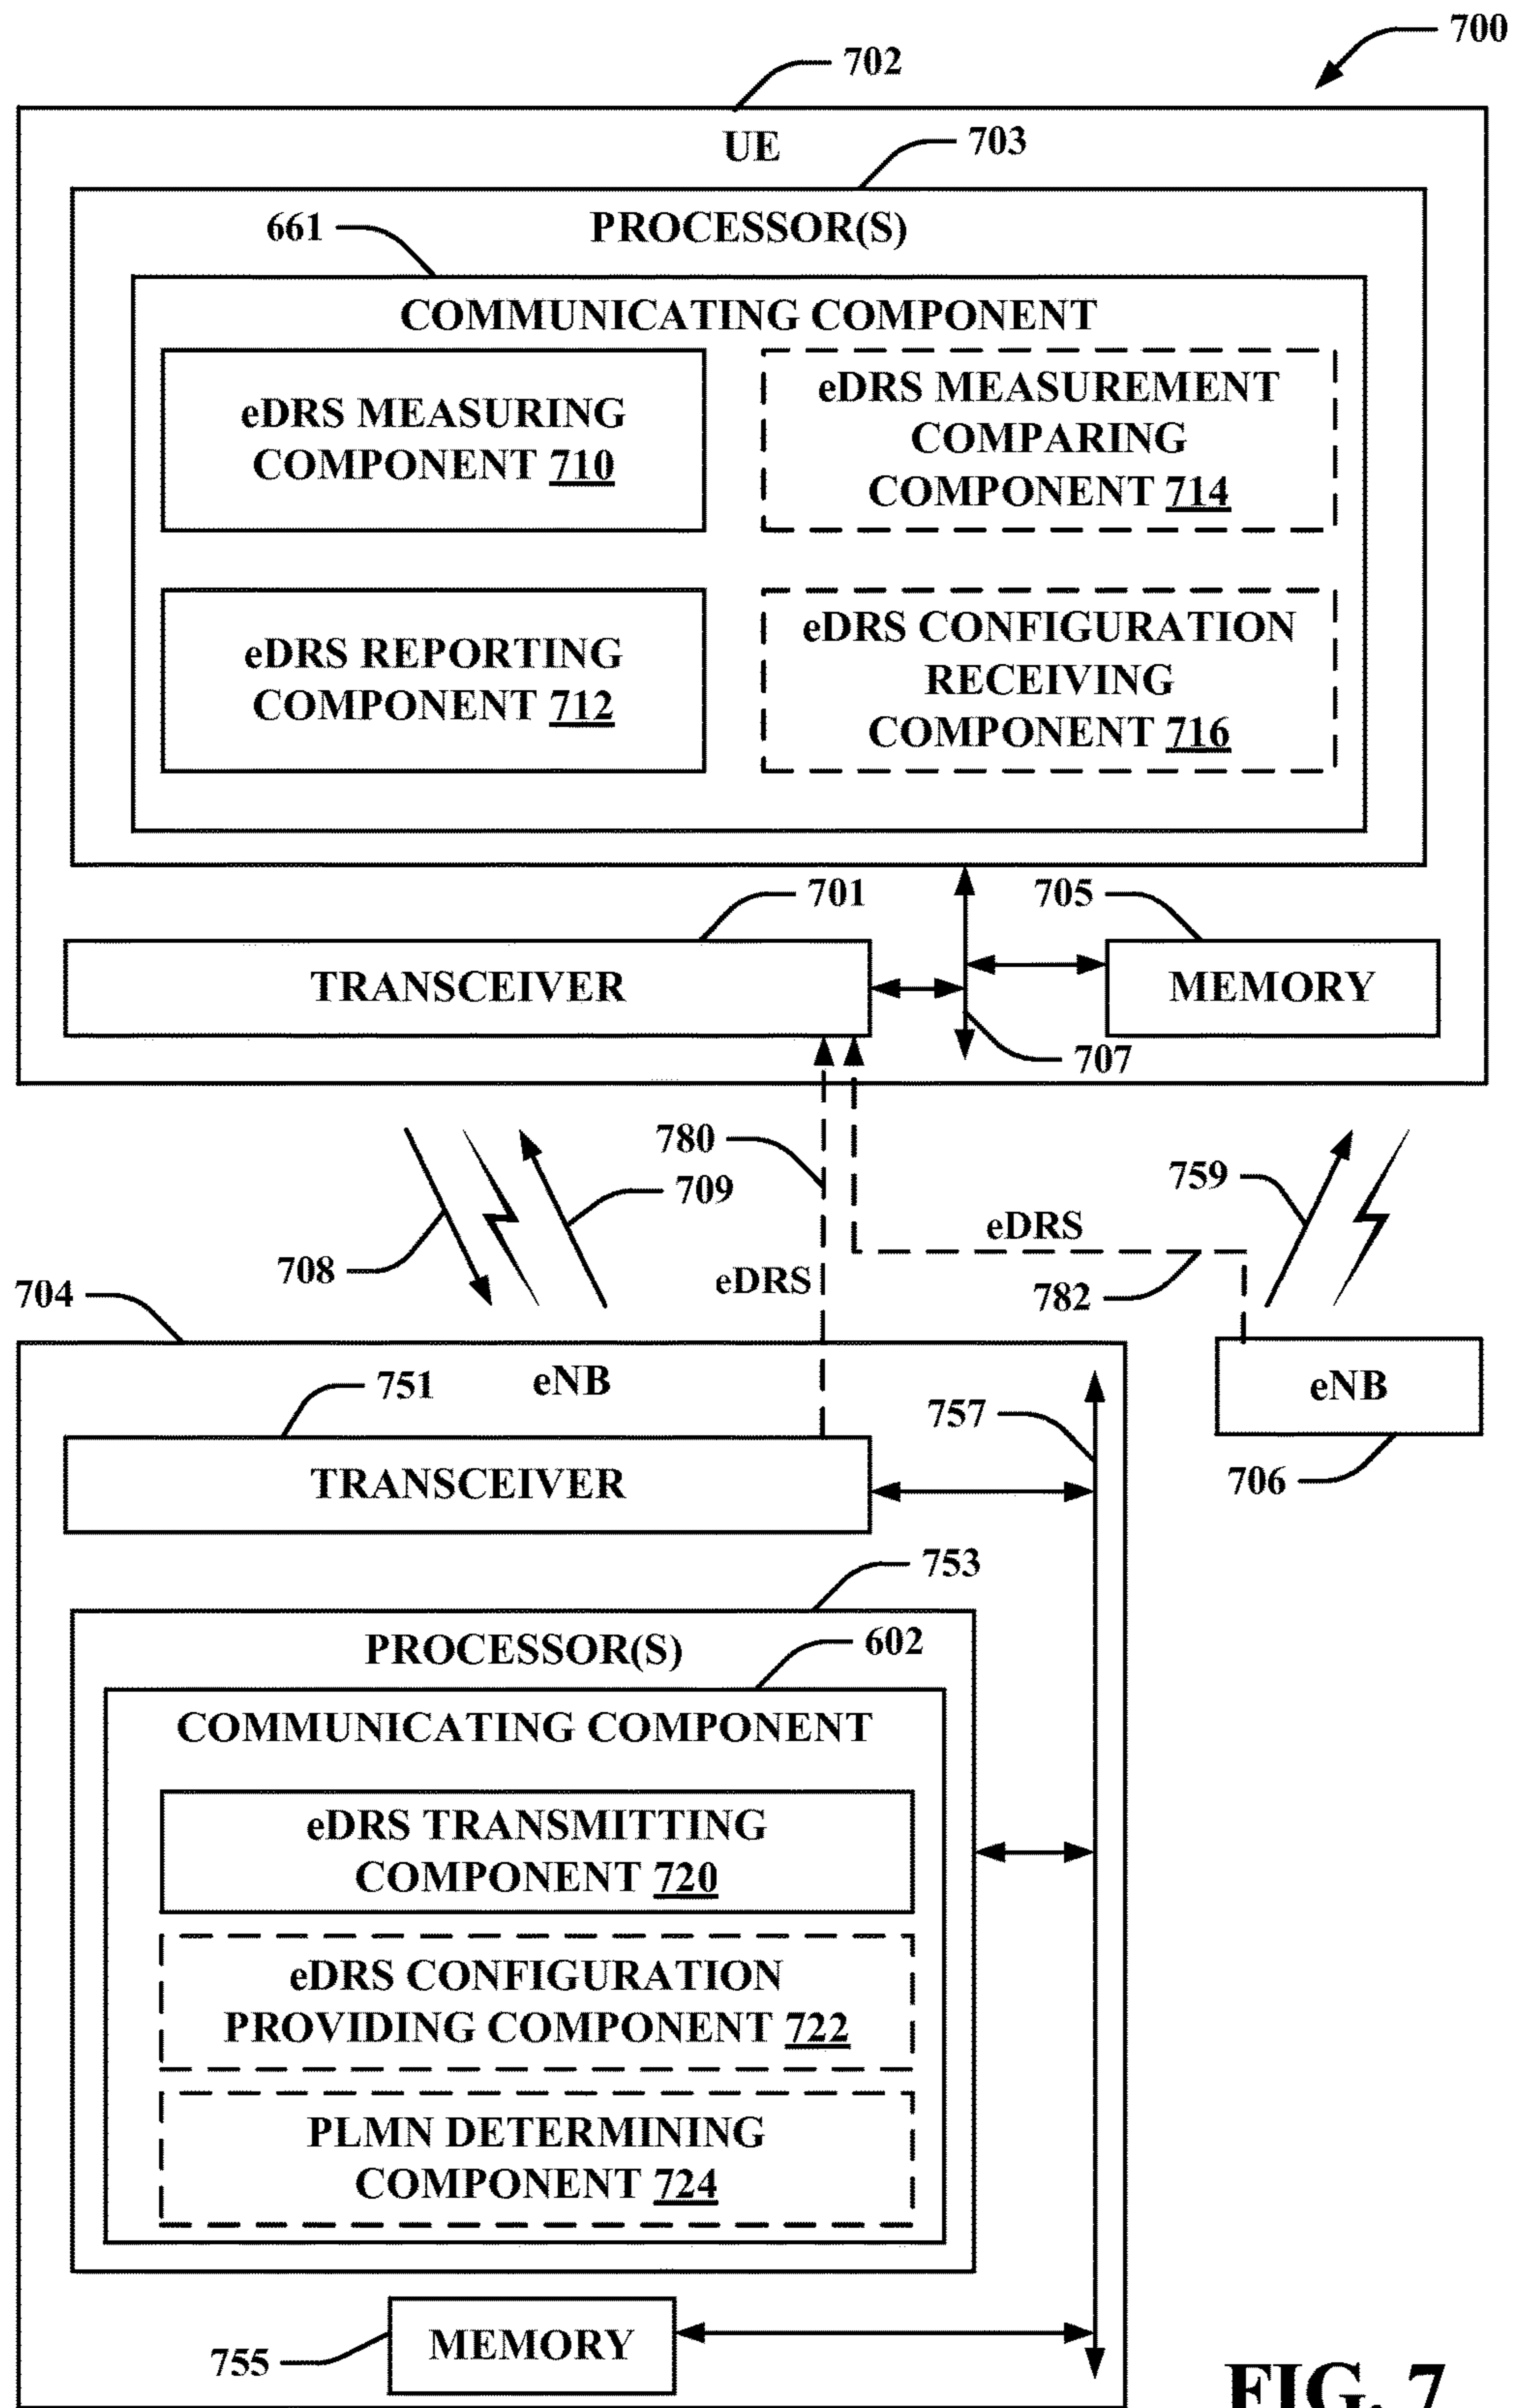 700
702
UE
703
PROCESSOR(S)
661
COMMUNICATING COMPONENT
eDRS MEASURING
COMPONENT 710
eDRS MEASUREMENT
COMPARING
COMPONENT 714
eDRS REPORTING
COMPONENT 712
eDRS CONFIGURATION
RECEIVING
COMPONENT 716
701
705
TRANSCEIVER
MEMORY
707
780
709
759
708
eDRS
eDRS
782
704
eNB
751
757
eNB
706
TRANSCEIVER
753
PROCESSOR(S)
602
COMMUNICATING COMPONENT
eDRS TRANSMITTING
COMPONENT 720
eDRS CONFIGURATION
PROVIDING COMPONENT 722
PLMN DETERMINING
COMPONENT 724
MEMORY
755
FIG. 7